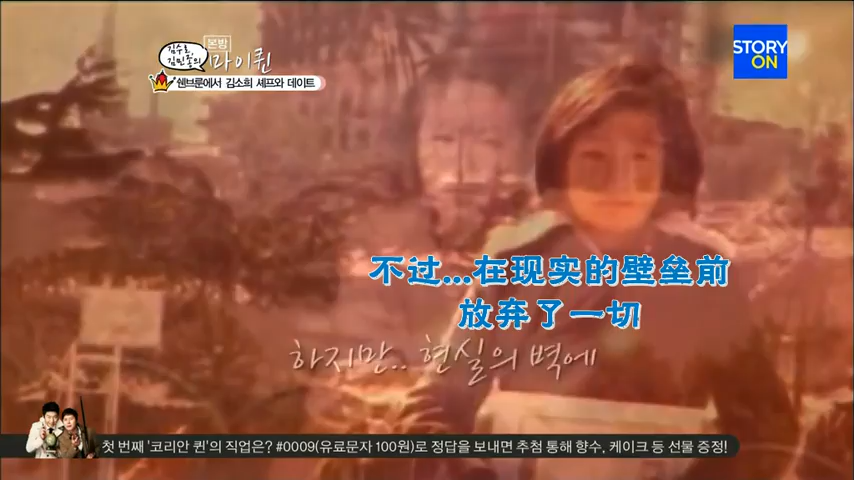 김수로,
김민종의
본방
마이퀸
쉔브룬에서 김소희 셰프와 데이트
STORY
ON
不过...在现实的壁垒前
放弃了一切
하지만.. 현실의 벽에
첫 번째 '코리안 퀸'의 직업은? #0009(유료문자 100원)로 정답을 보내면 추첨 통해 향수, 케이크 등 선물 증정!